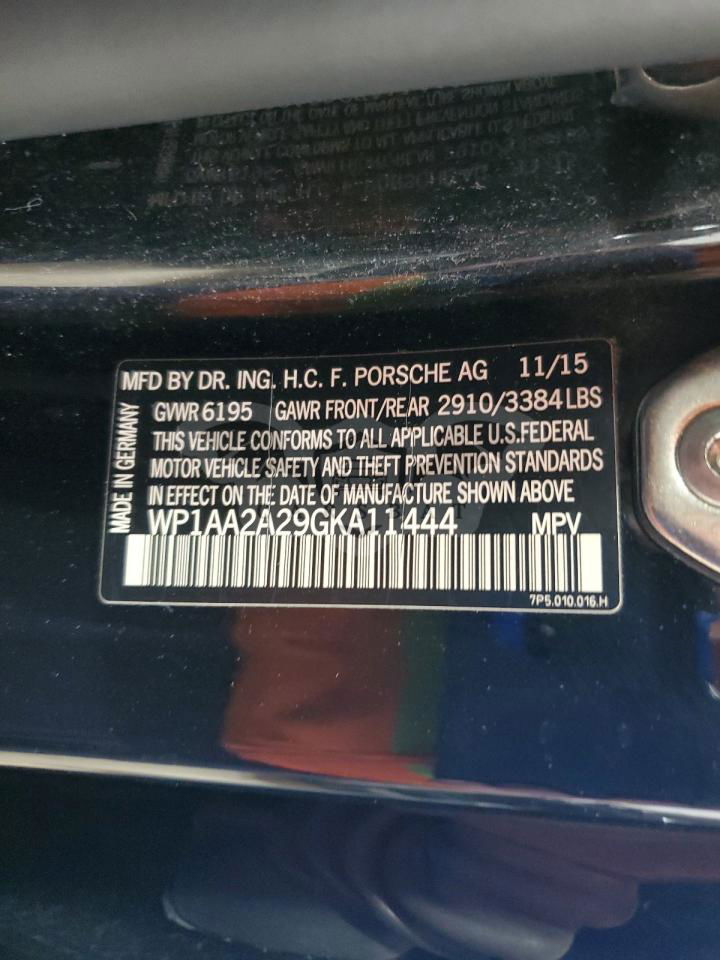 MFD BY DR. ING. H.C. F. PORSCHE AG 11/15
GVWR 6195 GAWR FRONT/REAR 2910/3384 LBS
THIS VEHICLE CONFORMS TO ALL APPLICABLE U.S. FEDERAL
MOTOR VEHICLE SAFETY AND THEFT PREVENTION STANDARDS
IN EFFECT ON THE DATE OF MANUFACTURE SHOWN ABOVE
WP1AA2A29GKA11444 MPV
7P5.010.016.H
MADE IN GERMANY